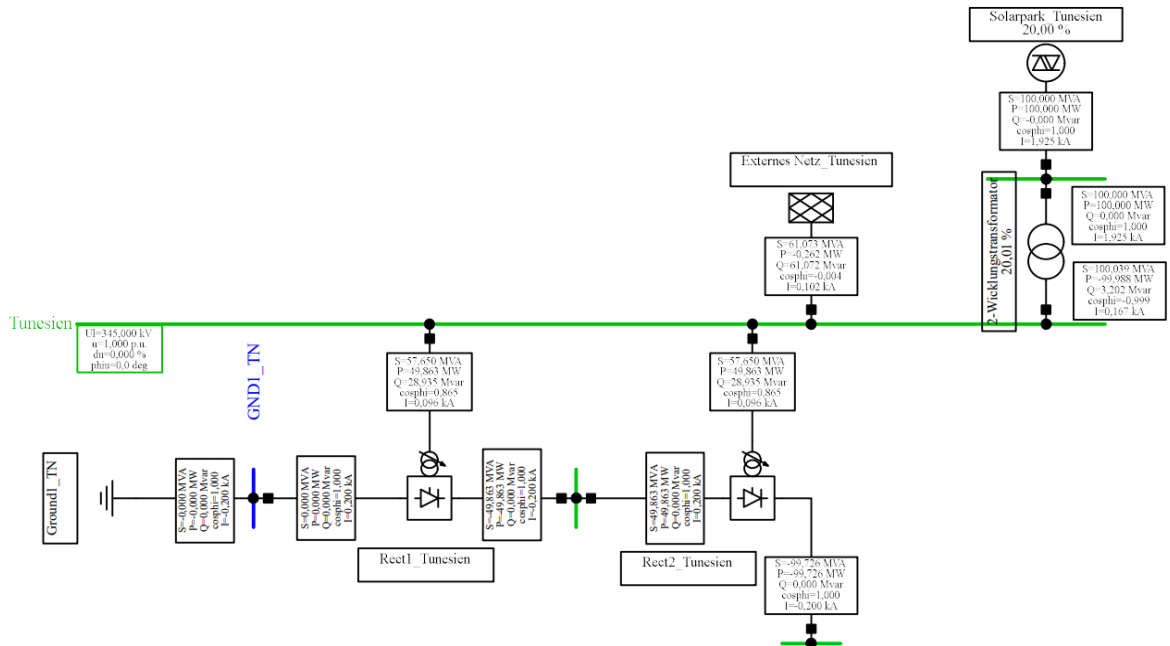 Solarpark_Tunesien
20,00 %
S=100,000 MVA
P=100,000 MW
Q=-0,000 Mvar
cosphi=1,000
I=1,925 kA
Externes Netz_Tunesien
2-Wicklungstransformator
20,01 %
S=100,000 MVA
P=100,000 MW
Q=0,000 Mvar
cosphi=1,000
I=1,925 kA
S=61,073 MVA
P=-0,262 MW
Q=61,072 Mvar
cosphi=-0,004
I=0,102 kA
S=100,039 MVA
P=-99,988 MW
Q=3,202 Mvar
cosphi=-0,999
I=0,167 kA
Tunesien
Ul=345,000 kV
u=1,000 p.u.
du=0,000 %
phiu=0,0 deg
GND1_TN
S=57,650 MVA
P=49,863 MW
Q=28,935 Mvar
cosphi=0,865
I=0,096 kA
S=57,650 MVA
P=49,863 MW
Q=28,935 Mvar
cosphi=0,865
I=0,096 kA
Ground1_TN
S=-0,000 MVA
P=-0,000 MW
Q=0,000 Mvar
cosphi=1,000
I=-0,200 kA
S=0,000 MVA
P=0,000 MW
Q=0,000 Mvar
cosphi=1,000
I=0,200 kA
S=-49,863 MVA
P=-49,863 MW
Q=0,000 Mvar
cosphi=1,000
I=-0,200 kA
S=49,863 MVA
P=49,863 MW
Q=0,000 Mvar
cosphi=1,000
I=0,200 kA
Rect1_Tunesien
Rect2_Tunesien
S=-99,726 MVA
P=-99,726 MW
Q=0,000 Mvar
cosphi=1,000
I=-0,200 kA